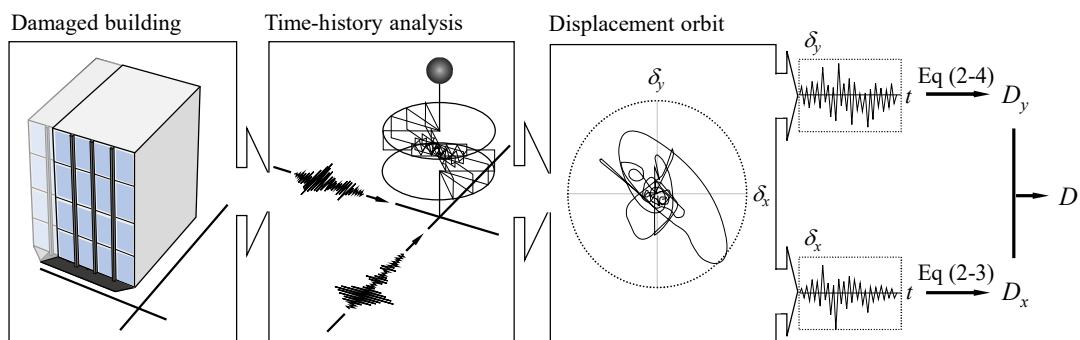 Damaged building
Time-history analysis
Displacement orbit
δy
δx
δy
t
Eq (2-4)
Dy
D
δx
t
Eq (2-3)
Dx